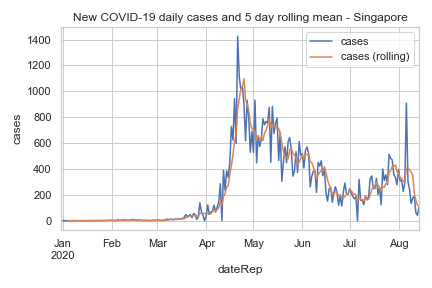 New COVID-19 daily cases and 5 day rolling mean - Singapore
cases
cases (rolling)
1400
1200
1000
800
600
400
200
0
cases
Jan
2020
Feb
Mar
Apr
May
Jun
Jul
Aug
dateRep